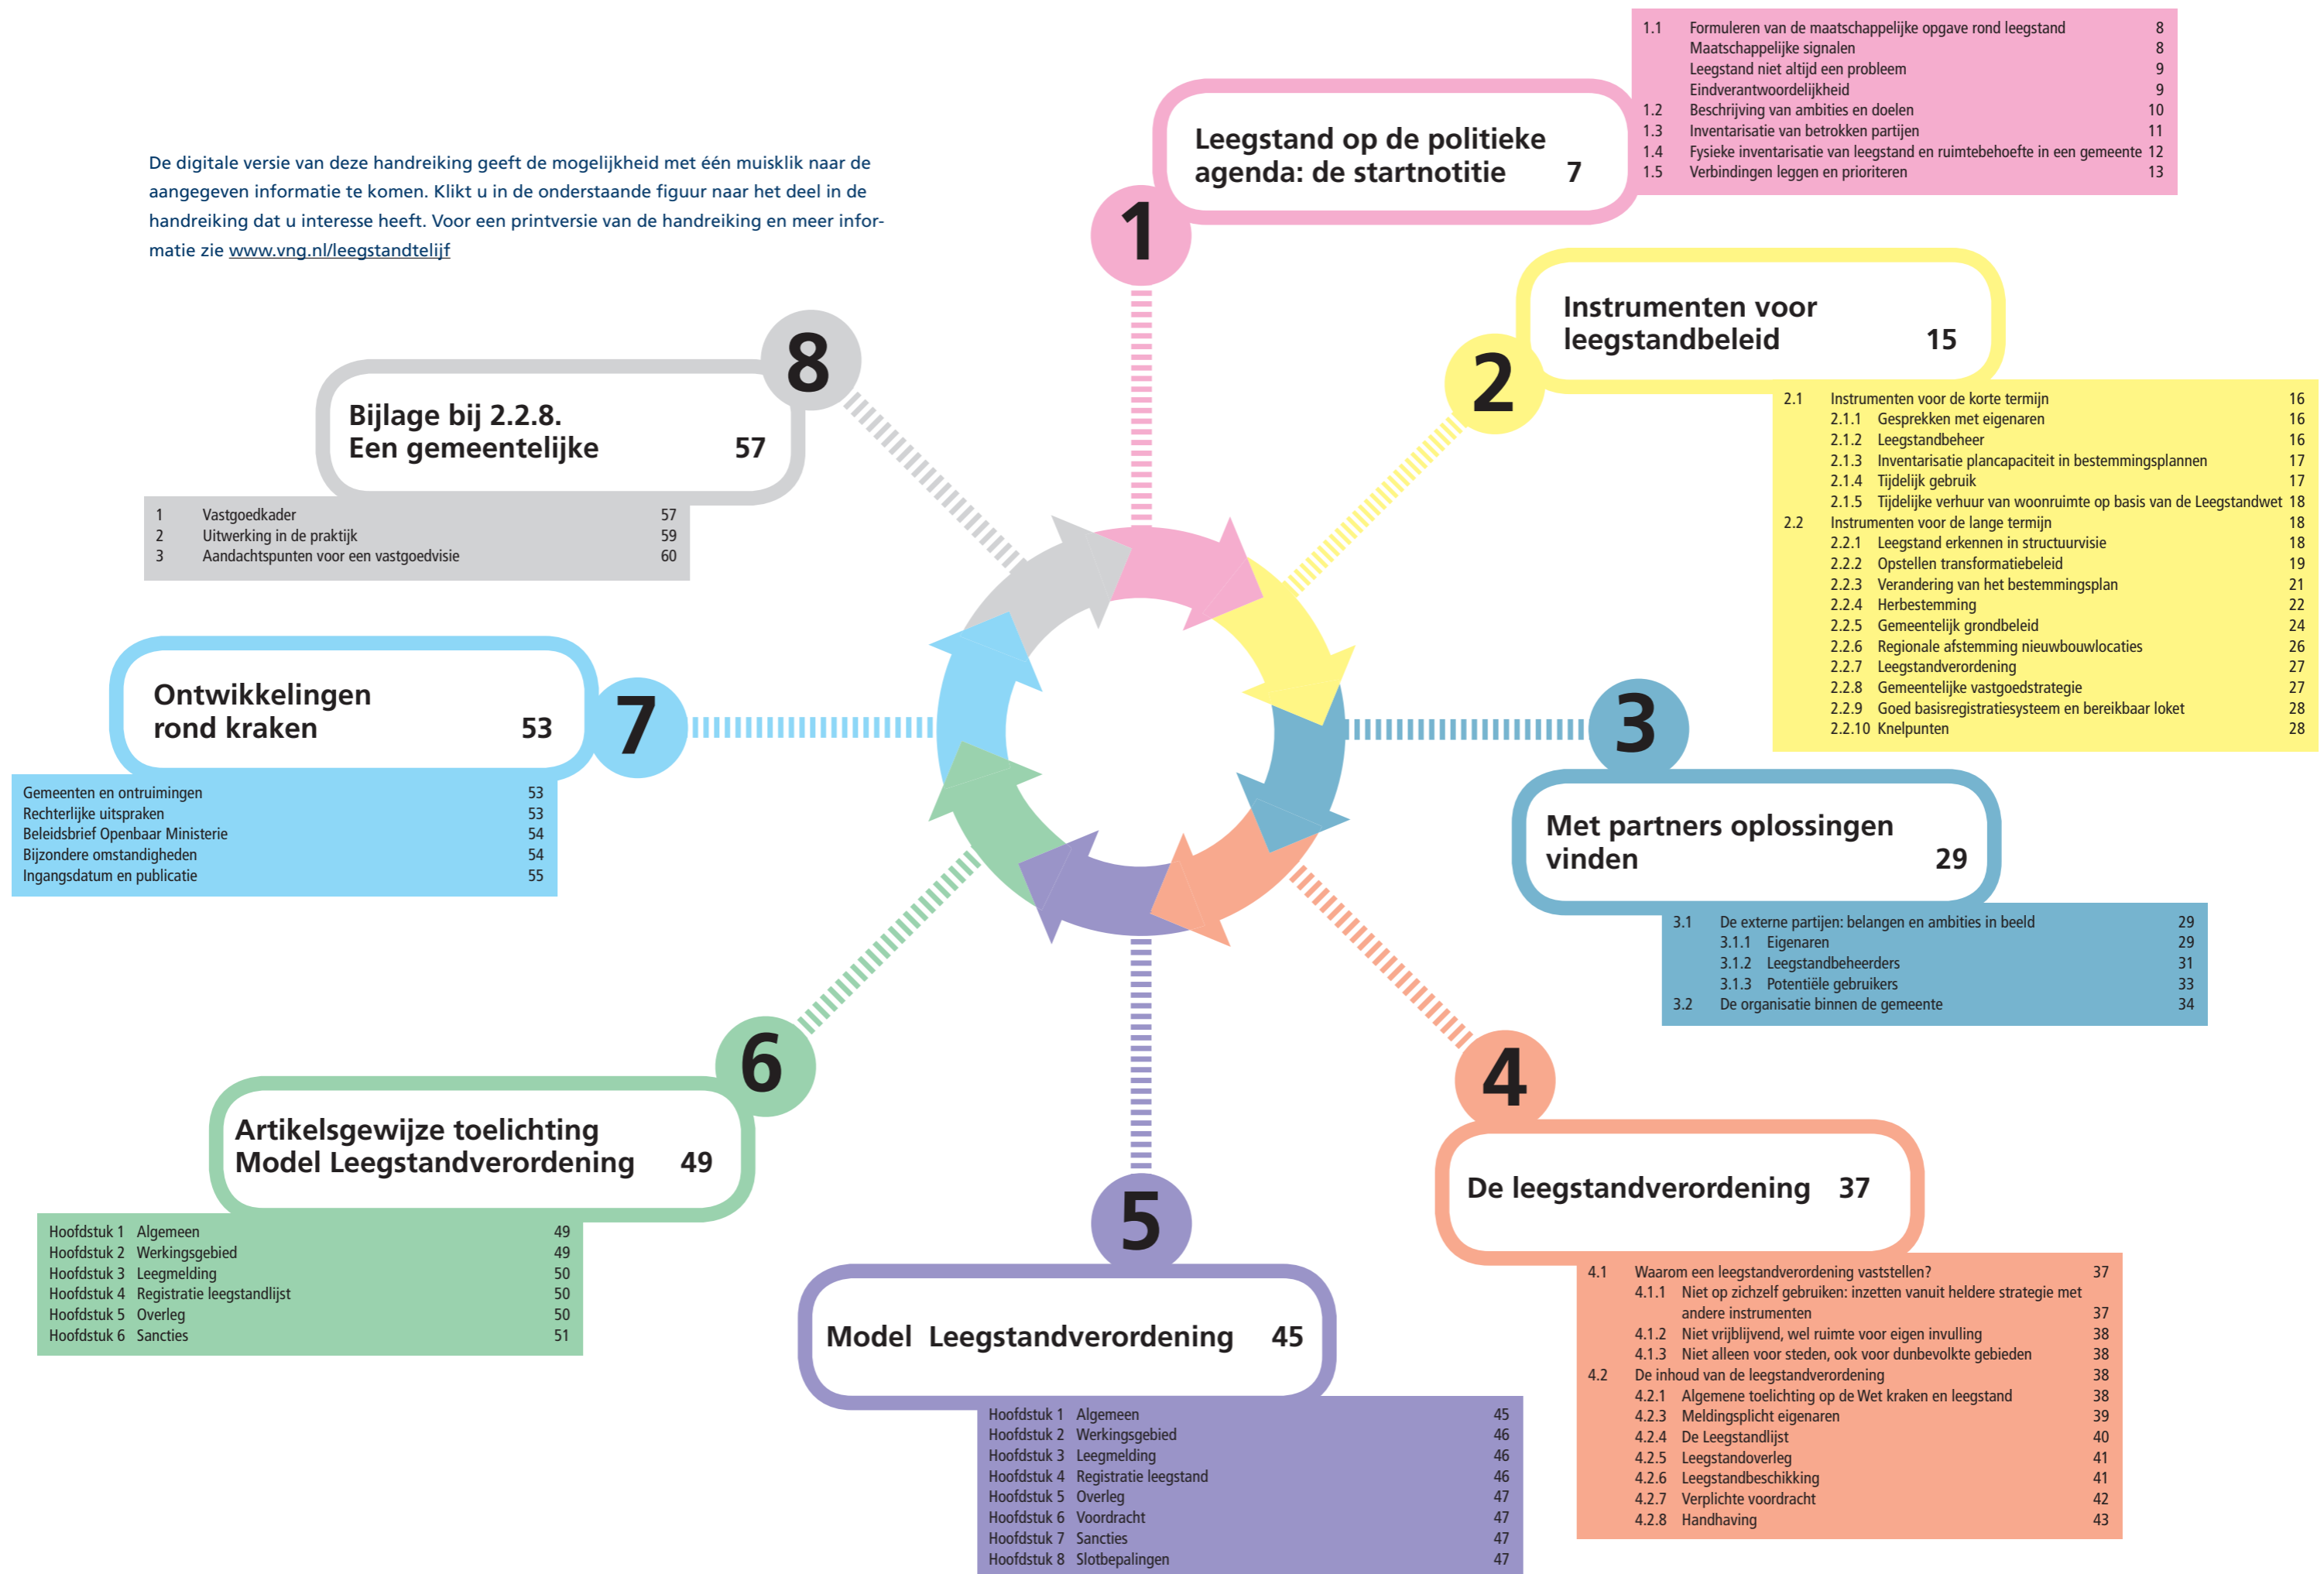 De digitale versie van deze handreiking geeft de mogelijkheid met één muisklik naar de
aangegeven informatie te komen. Klikt u in de onderstaande figuur naar het deel in de
handreiking dat u interesse heeft. Voor een printversie van de handreiking en meer infor-
matie zie www.vng.nl/leegstandtelijf
1
Leegstand op de politieke
agenda: de startnotitie 7
1.1 Formuleren van de maatschappelijke opgave rond leegstand 8
Maatschappelijke signalen 8
Leegstand niet altijd een probleem 9
Eindverantwoordelijkheid 9
1.2 Beschrijving van ambities en doelen 10
1.3 Inventarisatie van betrokken partijen 11
1.4 Fysieke inventarisatie van leegstand en ruimtebehoefte in een gemeente 12
1.5 Verbindingen leggen en prioriteren 13
2
Instrumenten voor
leegstandbeleid 15
2.1 Instrumenten voor de korte termijn 16
2.1.1 Gesprekken met eigenaren 16
2.1.2 Leegstandbeheer 16
2.1.3 Inventarisatie plancapaciteit in bestemmingsplannen 17
2.1.4 Tijdelijk gebruik 17
2.1.5 Tijdelijke verhuur van woonruimte op basis van de Leegstandwet 18
2.2 Instrumenten voor de lange termijn 18
2.2.1 Leegstand erkennen in structuurvisie 18
2.2.2 Opstellen transformatiebeleid 19
2.2.3 Verandering van het bestemmingsplan 21
2.2.4 Herbestemming 22
2.2.5 Gemeentelijk grondbeleid 24
2.2.6 Regionale afstemming nieuwbouwlocaties 26
2.2.7 Leegstandverordening 27
2.2.8 Gemeentelijke vastgoedstrategie 27
2.2.9 Goed basisregistratiesysteem en bereikbaar loket 28
2.2.10 Knelpunten 28
3
Met partners oplossingen
vinden 29
3.1 De externe partijen: belangen en ambities in beeld 29
3.1.1 Eigenaren 29
3.1.2 Leegstandbeheerders 31
3.1.3 Potentiële gebruikers 33
3.2 De organisatie binnen de gemeente 34
4
De leegstandverordening 37
4.1 Waarom een leegstandverordening vaststellen? 37
4.1.1 Niet op zichzelf gebruiken: inzetten vanuit heldere strategie met
andere instrumenten 37
4.1.2 Niet vrijblijvend, wel ruimte voor eigen invulling 38
4.1.3 Niet alleen voor steden, ook voor dunbevolkte gebieden 38
4.2 De inhoud van de leegstandverordening 38
4.2.1 Algemene toelichting op de Wet kraken en leegstand 38
4.2.3 Meldingsplicht eigenaren 39
4.2.4 De Leegstandlijst 40
4.2.5 Leegstandoverleg 41
4.2.6 Leegstandbeschikking 41
4.2.7 Verplichte voordracht 42
4.2.8 Handhaving 43
5
Model Leegstandverordening 45
Hoofdstuk 1 Algemeen 45
Hoofdstuk 2 Werkingsgebied 46
Hoofdstuk 3 Leegmelding 46
Hoofdstuk 4 Registratie leegstand 46
Hoofdstuk 5 Overleg 47
Hoofdstuk 6 Voordracht 47
Hoofdstuk 7 Sancties 47
Hoofdstuk 8 Slotbepalingen 47
6
Artikelsgewijze toelichting
Model Leegstandverordening 49
Hoofdstuk 1 Algemeen 49
Hoofdstuk 2 Werkingsgebied 49
Hoofdstuk 3 Leegmelding 50
Hoofdstuk 4 Registratie leegstandlijst 50
Hoofdstuk 5 Overleg 50
Hoofdstuk 6 Sancties 51
7
Ontwikkelingen
rond kraken 53
Gemeenten en ontruimingen 53
Rechterlijke uitspraken 53
Beleidsbrief Openbaar Ministerie 54
Bijzondere omstandigheden 54
Ingangsdatum en publicatie 55
8
Bijlage bij 2.2.8.
Een gemeentelijke 57
1 Vastgoedkader 57
2 Uitwerking in de praktijk 59
3 Aandachtspunten voor een vastgoedvisie 60